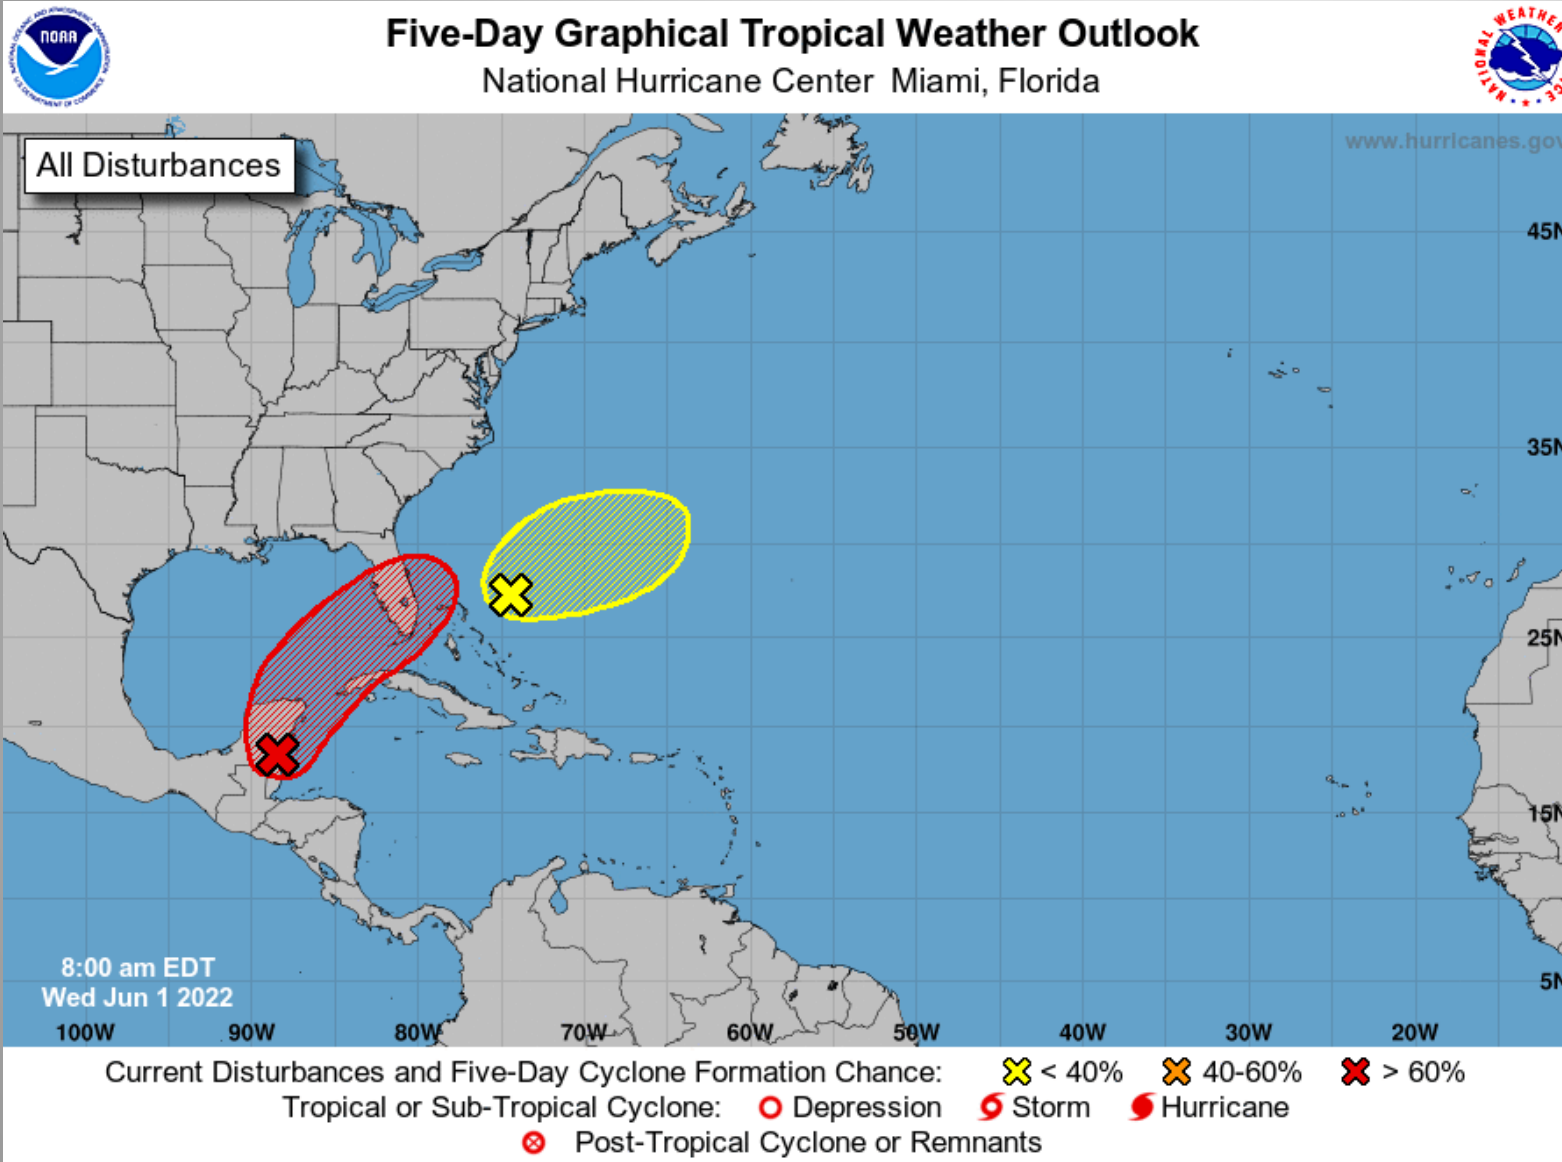 Five-Day Graphical Tropical Weather Outlook
National Hurricane Center Miami, Florida
NOAA
NATIONAL WEATHER
All Disturbances
www.hurricanes.gov
45N
35N
25N
15N
5N
8:00 am EDT
Wed Jun 1 2022
100W 90W 80W 70W 60W 50W 40W 30W 20W
Current Disturbances and Five-Day Cyclone Formation Chance: < 40% 40-60% > 60%
Tropical or Sub-Tropical Cyclone: Depression Storm Hurricane
Post-Tropical Cyclone or Remnants